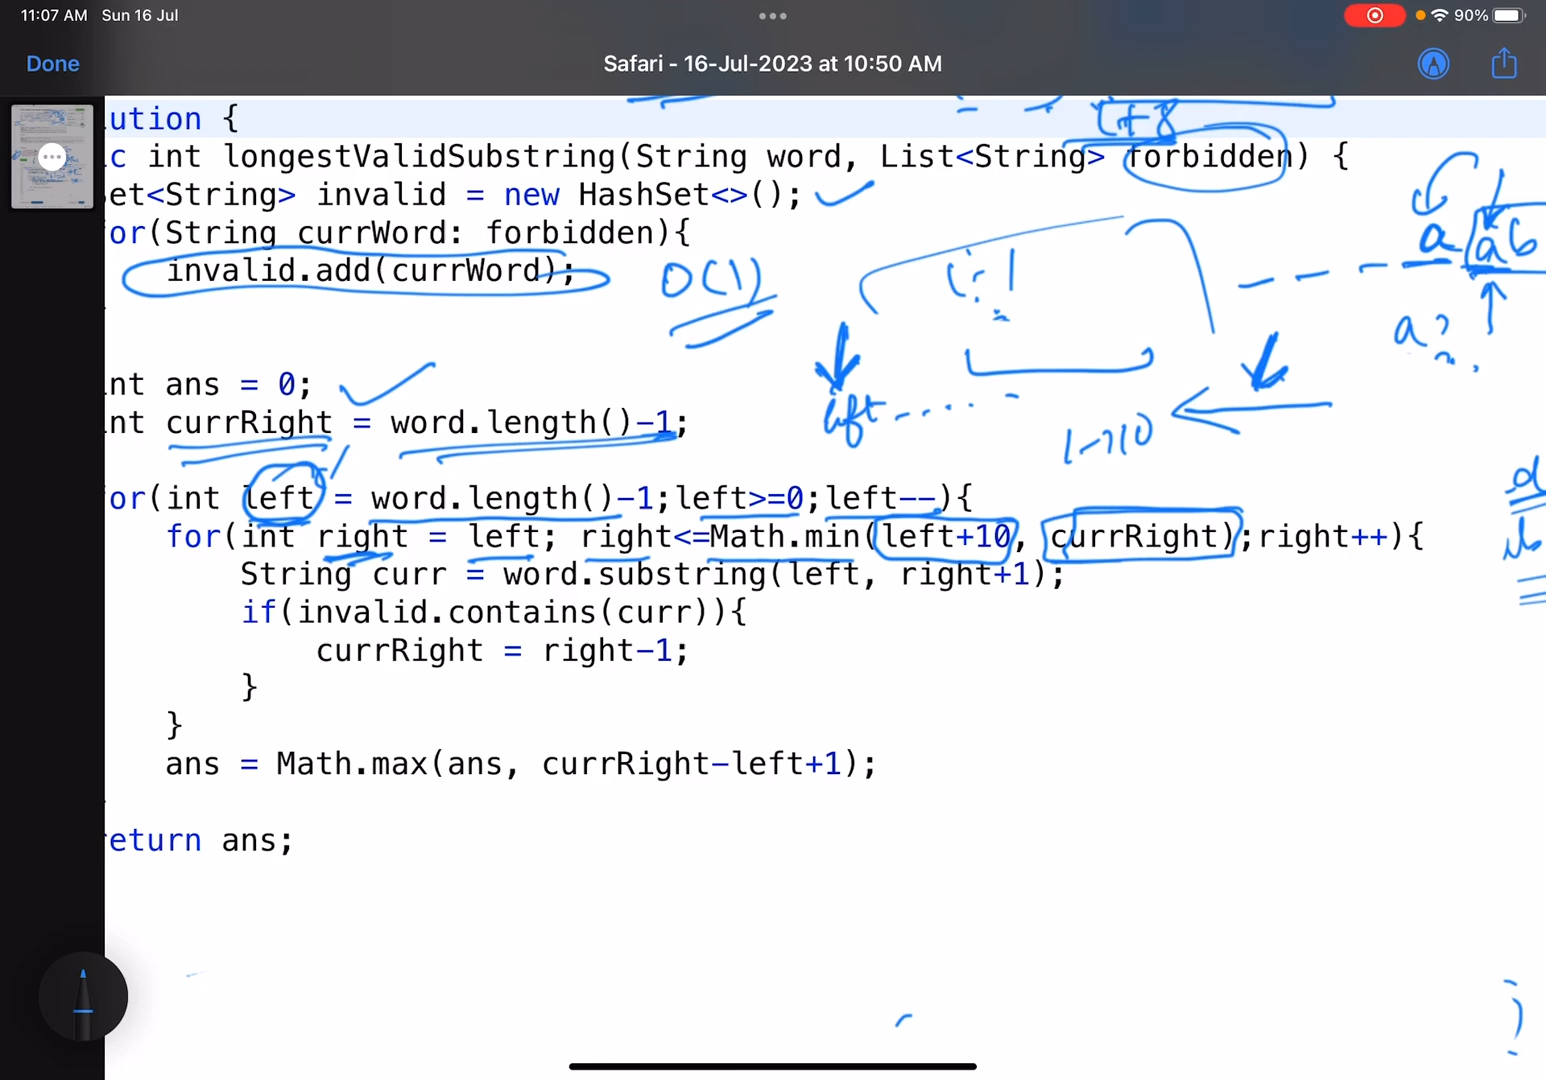 11:07 AM Sun 16 Jul
90%
Done
Safari - 16-Jul-2023 at 10:50 AM
ution {
c int longestValidSubstring(String word, List<String> forbidden) {
et<String> invalid = new HashSet<>();
or(String currWord: forbidden){
invalid.add(currWord);
O(1)
a
a b
a?
nt ans = 0;
nt currRight = word.length()-1;
left
1->10
or(int left = word.length()-1;left>=0;left--){
for(int right = left; right<=Math.min(left+10, currRight);right++){
String curr = word.substring(left, right+1);
if(invalid.contains(curr)){
currRight = right-1;
}
}
ans = Math.max(ans, currRight-left+1);
eturn ans;